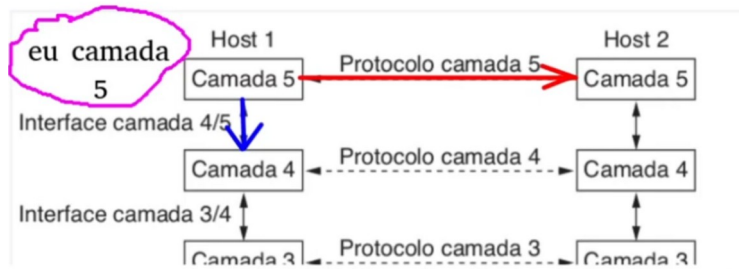 eu camada
5
Host 1
Host 2
Camada 5
Protocolo camada 5
Camada 5
Interface camada 4/5
Camada 4
Protocolo camada 4
Camada 4
Interface camada 3/4
Camada 3
Protocolo camada 3
Camada 3